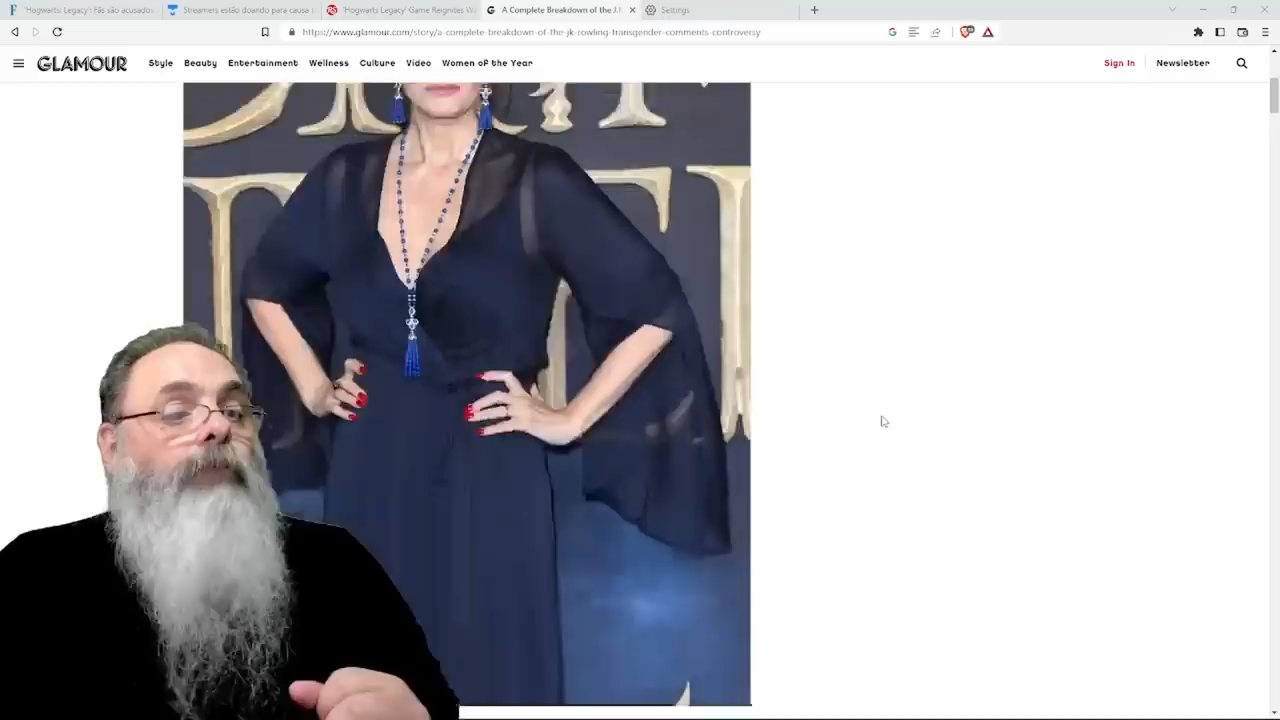 'Hogwarts Legacy': Fãs são acusados
Streamers estão doando para causa
'Hogwarts Legacy' Game Reignites W
A Complete Breakdown of the J.
Settings
https://www.glamour.com/story/a-complete-breakdown-of-the-jk-rowling-transgender-comments-controversy
GLAMOUR
Style
Beauty
Entertainment
Wellness
Culture
Video
Women of the Year
Sign In
Newsletter